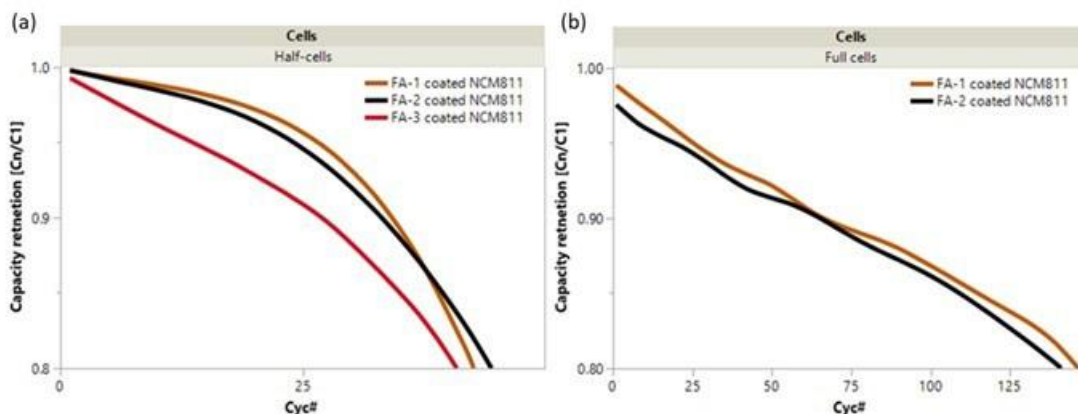 (a)
Cells
Half-cells
Capacity retnetion [Cn/C1]
1.0
0.9
0.8
FA-1 coated NCM811
FA-2 coated NCM811
FA-3 coated NCM811
0
25
Cyc#
(b)
Cells
Full cells
Capacity retnetion [Cn/C1]
1.00
0.90
0.80
FA-1 coated NCM811
FA-2 coated NCM811
0
25
50
75
100
125
Cyc#